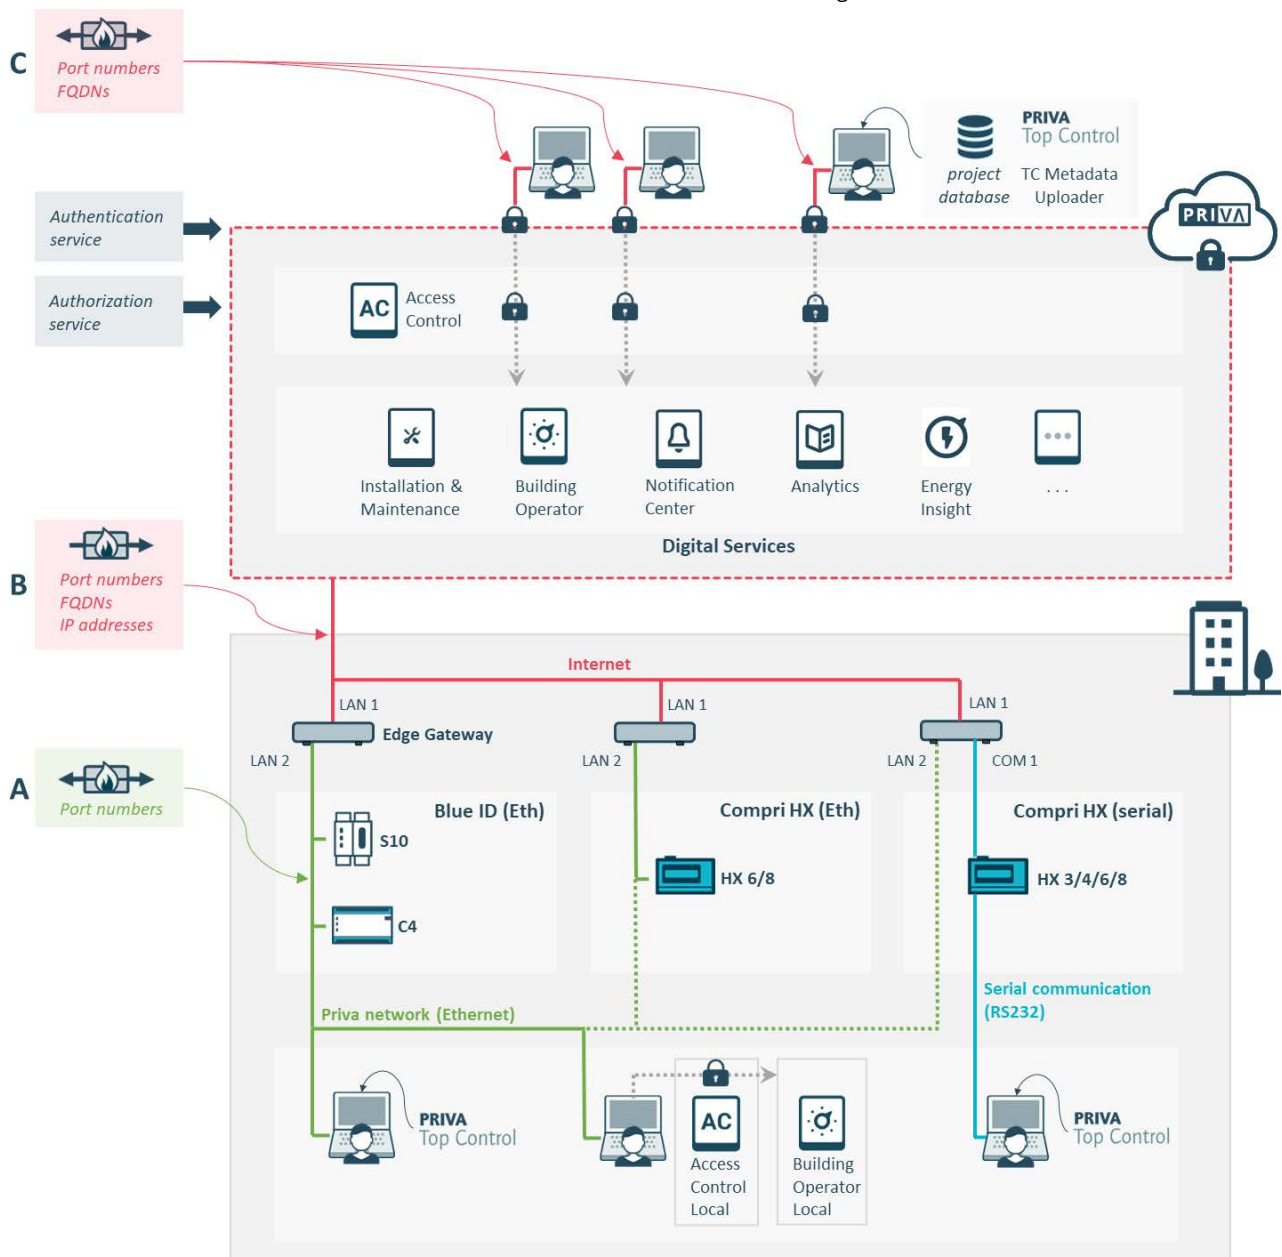 C
Port numbers
FQDNs
PRIVA
Top Control
project
database
TC Metadata
Uploader
PRIVA
Authentication
service
Authorization
service
AC
Access
Control
Installation &
Maintenance
Building
Operator
Notification
Center
Analytics
Energy
Insight
. . .
Digital Services
B
Port numbers
FQDNs
IP addresses
Internet
LAN 1
LAN 1
LAN 1
Edge Gateway
LAN 2
LAN 2
LAN 2
COM 1
A
Port numbers
Blue ID (Eth)
S10
C4
Compri HX (Eth)
HX 6/8
Compri HX (serial)
HX 3/4/6/8
Serial communication
(RS232)
Priva network (Ethernet)
PRIVA
Top Control
AC
Access
Control
Local
Building
Operator
Local
PRIVA
Top Control